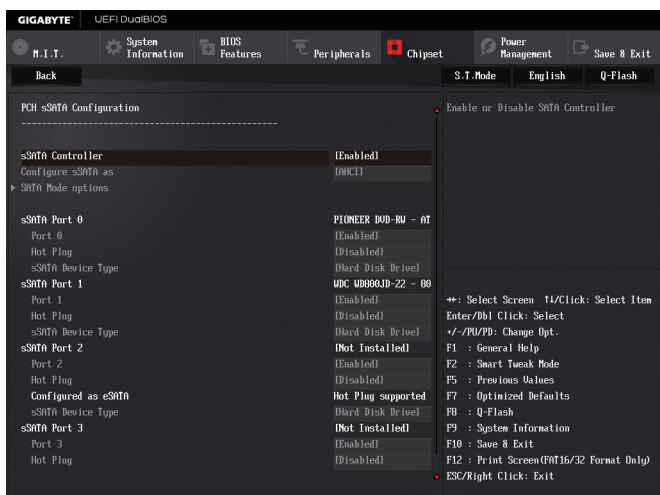 GIGABYTE™ UEFI DualBIOS
M.I.T. System Information BIOS Features Peripherals Chipset Power Management Save & Exit
Back S.T.Mode English Q-Flash
PCH sSATA Configuration
Enable or Disable SATA Controller
------------------------------------------------
sSATA Controller [Enabled]
Configure sSATA as [AHCI]
SATA Mode options
sSATA Port 0 PIONEER DVD-RW - AT
Port 0 [Enabled]
Hot Plug [Disabled]
sSATA Device Type [Hard Disk Drive]
sSATA Port 1 WDC WD800JD-22 - 80
Port 1 [Enabled]
Hot Plug [Disabled]
sSATA Device Type [Hard Disk Drive]
sSATA Port 2 [Not Installed]
Port 2 [Enabled]
Hot Plug [Disabled]
Configured as eSATA Hot Plug supported
sSATA Device Type [Hard Disk Drive]
sSATA Port 3 [Not Installed]
Port 3 [Enabled]
Hot Plug [Disabled]
→←: Select Screen ↑↓/Click: Select Item
Enter/Dbl Click: Select
+/-/PU/PD: Change Opt.
F1 : General Help
F2 : Smart Tweak Mode
F5 : Previous Values
F7 : Optimized Defaults
F8 : Q-Flash
F9 : System Information
F10 : Save & Exit
F12 : Print Screen(FAT16/32 Format Only)
ESC/Right Click: Exit